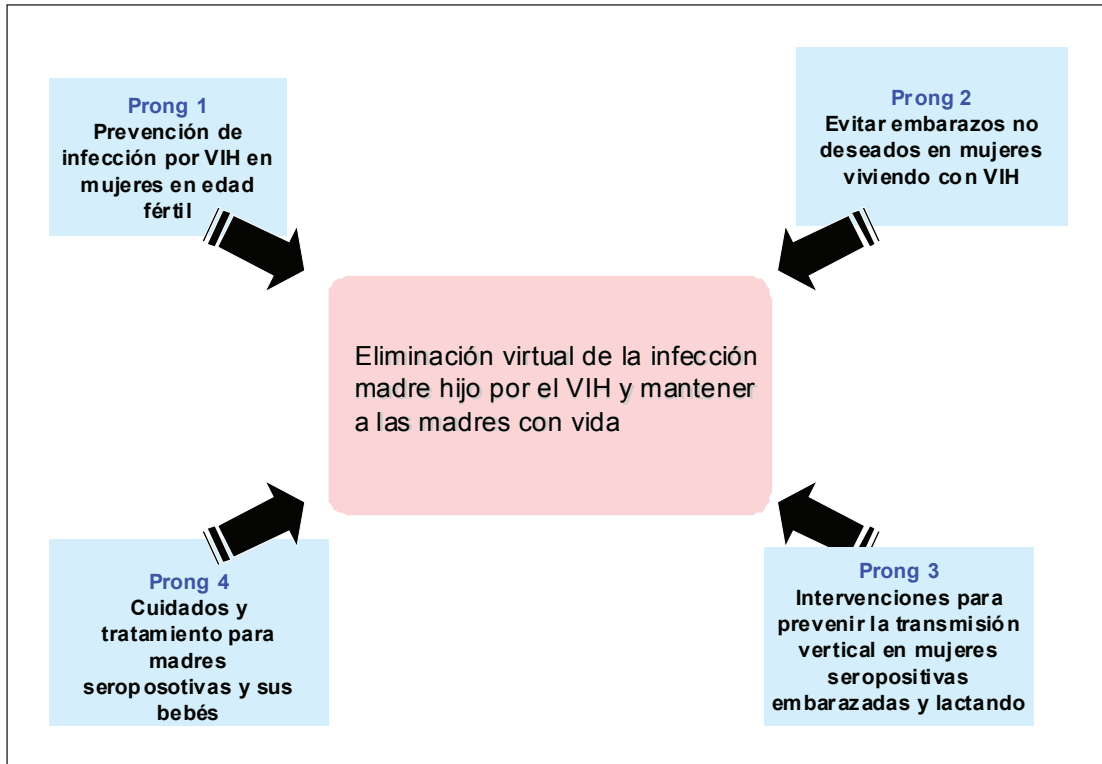 Prong 1
Prevención de
infección por VIH en
mujeres en edad
fértil
Prong 2
Evitar embarazos no
deseados en mujeres
viviendo con VIH
Eliminación virtual de la infección
madre hijo por el VIH y mantener
a las madres con vida
Prong 4
Cuidados y
tratamiento para
madres
seroposotivas y sus
bebés
Prong 3
Intervenciones para
prevenir la transmisión
vertical en mujeres
seropositivas
embarazadas y lactando